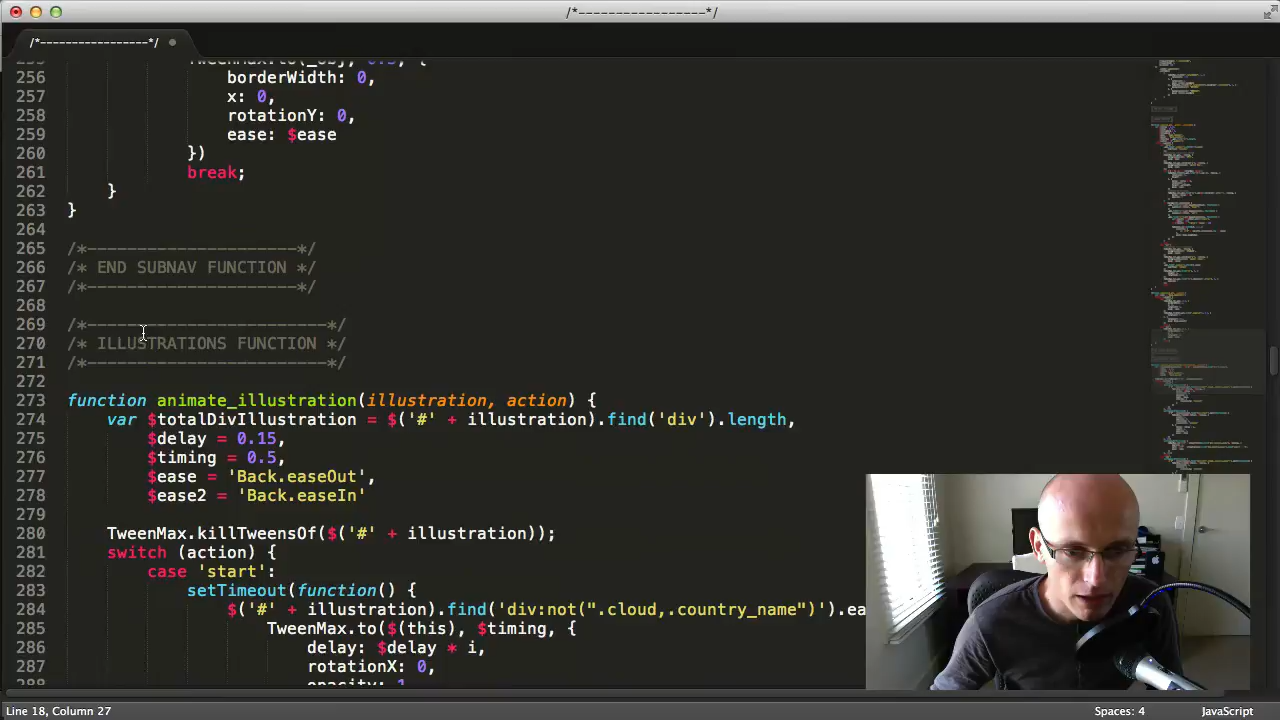 /*-----------------*/
/*-----------------*/
256 borderWidth: 0,
257 x: 0,
258 rotationY: 0,
259 ease: $ease
260 })
261 break;
262 }
263 }
264
265 /*---------------------*/
266 /* END SUBNAV FUNCTION */
267 /*---------------------*/
268
269 /*------------------------*/
270 /* ILLUSTRATIONS FUNCTION */
271 /*------------------------*/
272
273 function animate_illustration(illustration, action) {
274 var $totalDivIllustration = $('#' + illustration).find('div').length,
275 $delay = 0.15,
276 $timing = 0.5,
277 $ease = 'Back.easeOut',
278 $ease2 = 'Back.easeIn'
279
280 TweenMax.killTweensOf($('#' + illustration));
281 switch (action) {
282 case 'start':
283 setTimeout(function() {
284 $('#' + illustration).find('div:not(".cloud,.country_name")').ea
285 TweenMax.to($(this), $timing, {
286 delay: $delay * i,
287 rotationX: 0,
Line 18, Column 27
Spaces: 4
JavaScript